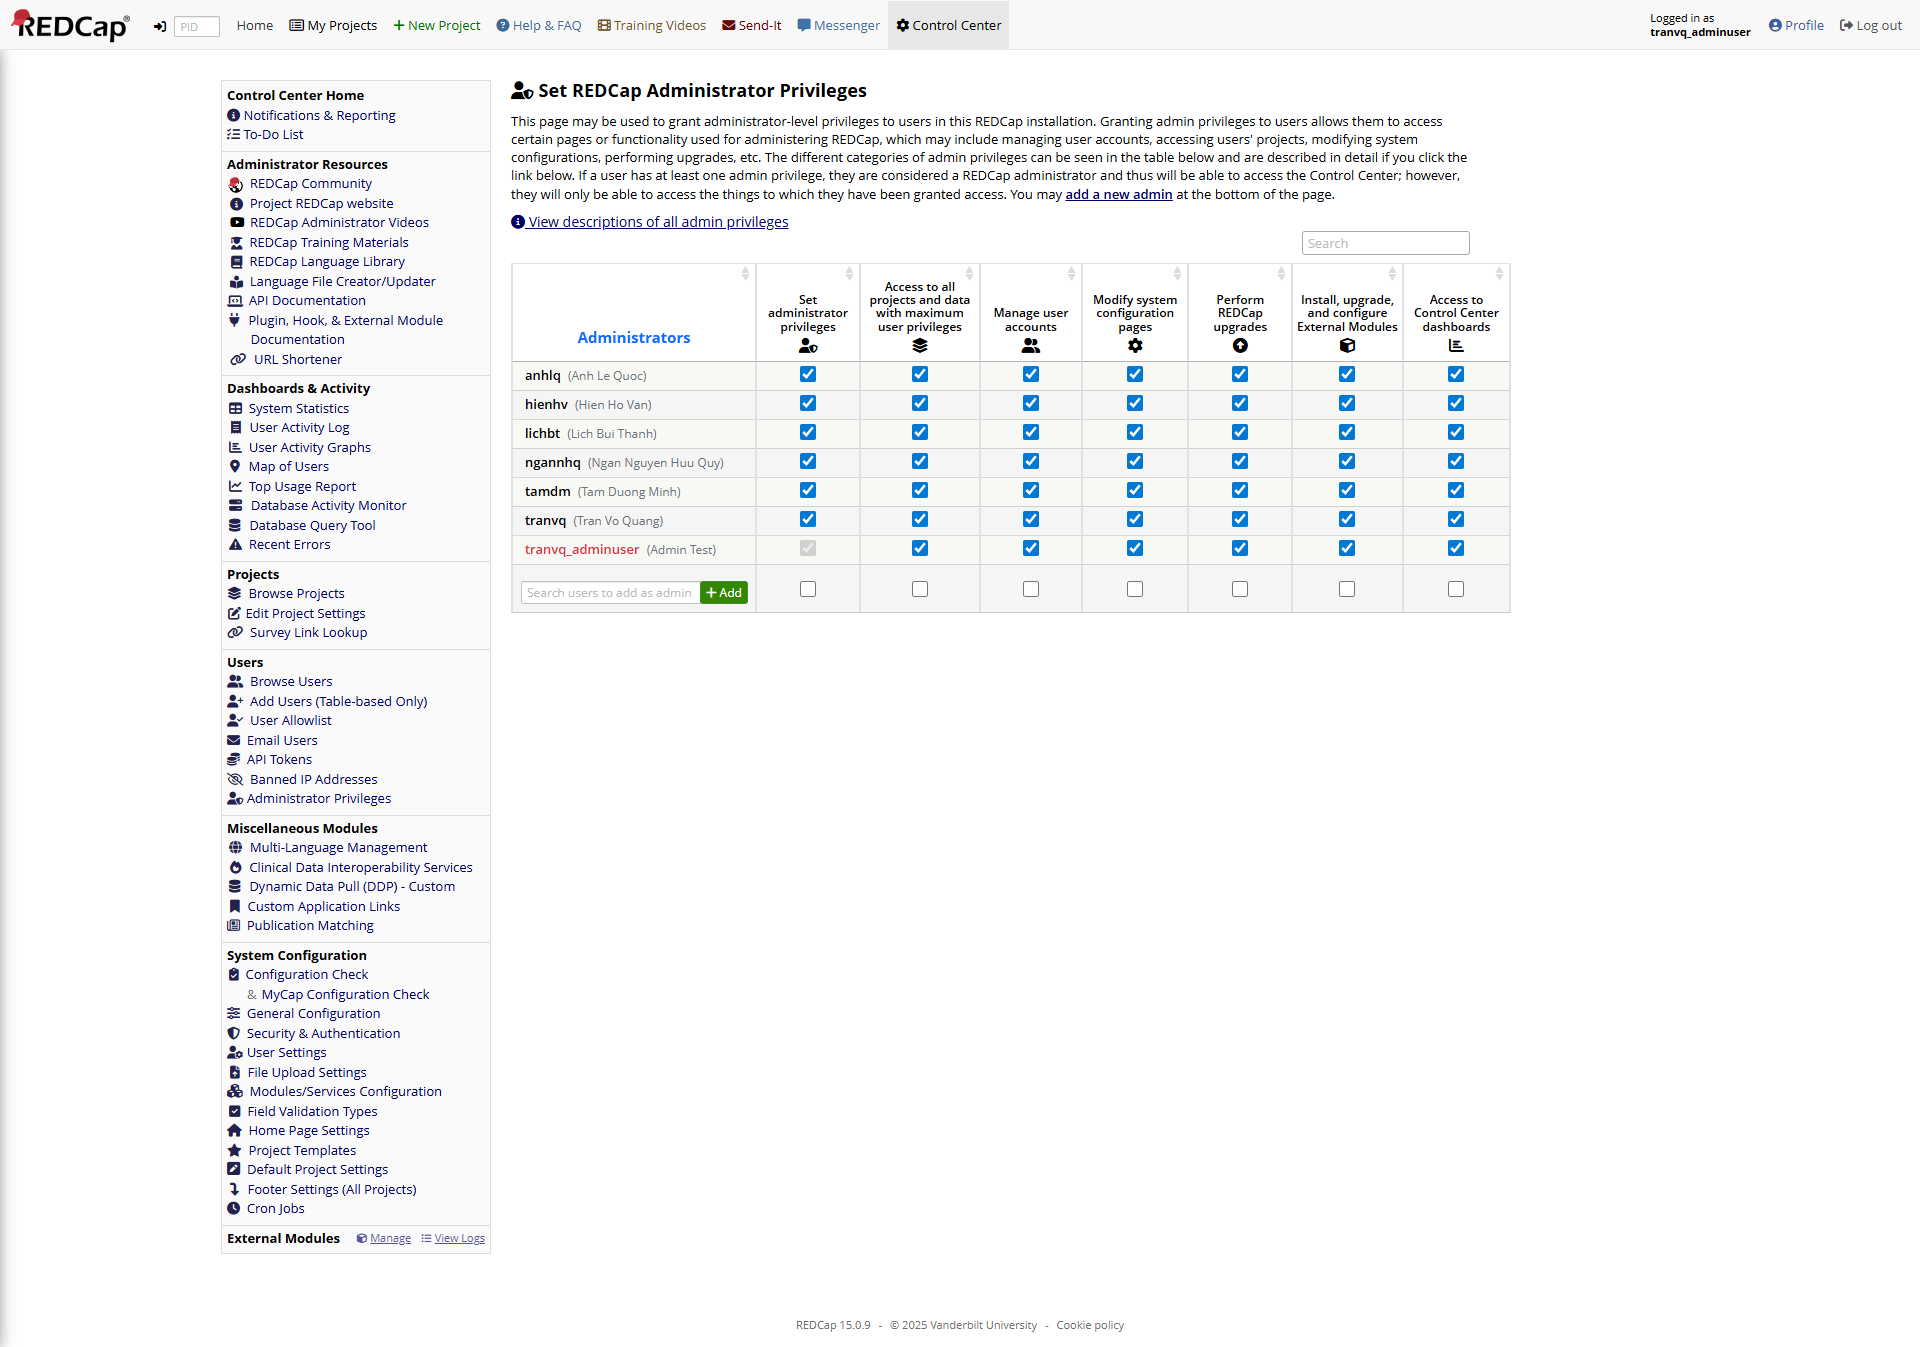 REDCap®
PID
Home
My Projects
New Project
Help & FAQ
Training Videos
Send-It
Messenger
Control Center
Logged in as
tranvq_adminuser
Profile
Log out
Control Center Home
Notifications & Reporting
To-Do List
Administrator Resources
REDCap Community
Project REDCap website
REDCap Administrator Videos
REDCap Training Materials
REDCap Language Library
Language File Creator/Updater
API Documentation
Plugin, Hook, & External Module
Documentation
URL Shortener
Dashboards & Activity
System Statistics
User Activity Log
User Activity Graphs
Map of Users
Top Usage Report
Database Activity Monitor
Database Query Tool
Recent Errors
Projects
Browse Projects
Edit Project Settings
Survey Link Lookup
Users
Browse Users
Add Users (Table-based Only)
User Allowlist
Email Users
API Tokens
Banned IP Addresses
Administrator Privileges
Miscellaneous Modules
Multi-Language Management
Clinical Data Interoperability Services
Dynamic Data Pull (DDP) - Custom
Custom Application Links
Publication Matching
System Configuration
Configuration Check
& MyCap Configuration Check
General Configuration
Security & Authentication
User Settings
File Upload Settings
Modules/Services Configuration
Field Validation Types
Home Page Settings
Project Templates
Default Project Settings
Footer Settings (All Projects)
Cron Jobs
External Modules Manage View Logs
Set REDCap Administrator Privileges
This page may be used to grant administrator-level privileges to users in this REDCap installation. Granting admin privileges to users allows them to access
certain pages or functionality used for administering REDCap, which may include managing user accounts, accessing users' projects, modifying system
configurations, performing upgrades, etc. The different categories of admin privileges can be seen in the table below and are described in detail if you click the
link below. If a user has at least one admin privilege, they are considered a REDCap administrator and thus will be able to access the Control Center; however,
they will only be able to access the things to which they have been granted access. You may add a new admin at the bottom of the page.
View descriptions of all admin privileges
Search
Administrators
Set
administrator
privileges
Access to all
projects and data
with maximum
user privileges
Manage user
accounts
Modify system
configuration
pages
Perform
REDCap
upgrades
Install, upgrade,
and configure
External Modules
Access to
Control Center
dashboards
anhlq (Anh Le Quoc)
hienhv (Hien Ho Van)
lichbt (Lich Bui Thanh)
ngannhq (Ngan Nguyen Huu Quy)
tamdm (Tam Duong Minh)
tranvq (Tran Vo Quang)
tranvq_adminuser (Admin Test)
Search users to add as admin
Add
REDCap 15.0.9 - © 2025 Vanderbilt University - Cookie policy